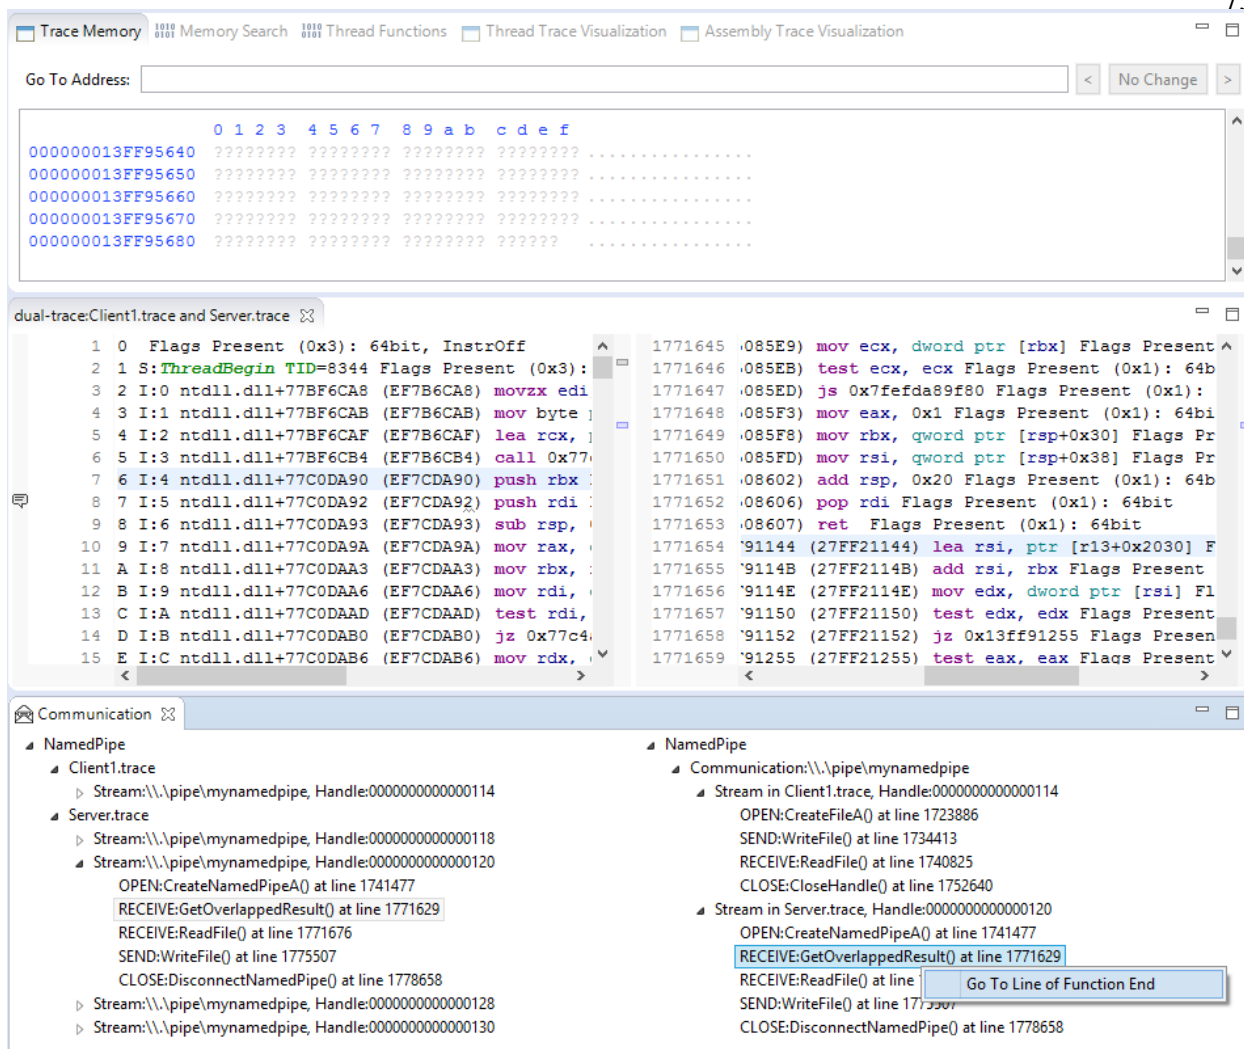 Trace Memory Memory Search Thread Functions Thread Trace Visualization Assembly Trace Visualization
Go To Address: < No Change >
0 1 2 3 4 5 6 7 8 9 a b c d e f
000000013FF95640 ???????? ???????? ???????? ???????? ................
000000013FF95650 ???????? ???????? ???????? ???????? ................
000000013FF95660 ???????? ???????? ???????? ???????? ................
000000013FF95670 ???????? ???????? ???????? ???????? ................
000000013FF95680 ???????? ???????? ???????? ?????? ................
dual-trace:Client1.trace and Server.trace
1 0 Flags Present (0x3): 64bit, InstrOff
2 1 S:ThreadBegin TID=8344 Flags Present (0x3):
3 2 I:0 ntdll.dll+77BF6CA8 (EF7B6CA8) movzx edi
4 3 I:1 ntdll.dll+77BF6CAB (EF7B6CAB) mov byte
5 4 I:2 ntdll.dll+77BF6CAF (EF7B6CAF) lea rcx,
6 5 I:3 ntdll.dll+77BF6CB4 (EF7B6CB4) call 0x77
7 6 I:4 ntdll.dll+77C0DA90 (EF7CDA90) push rbx
8 7 I:5 ntdll.dll+77C0DA92 (EF7CDA92) push rdi
9 8 I:6 ntdll.dll+77C0DA93 (EF7CDA93) sub rsp,
10 9 I:7 ntdll.dll+77C0DA9A (EF7CDA9A) mov rax,
11 A I:8 ntdll.dll+77C0DAA3 (EF7CDAA3) mov rbx,
12 B I:9 ntdll.dll+77C0DAA6 (EF7CDAA6) mov rdi,
13 C I:A ntdll.dll+77C0DAAD (EF7CDAAD) test rdi,
14 D I:B ntdll.dll+77C0DAB0 (EF7CDAB0) jz 0x77c4
15 E I:C ntdll.dll+77C0DAB6 (EF7CDAB6) mov rdx,
1771645 085E9) mov ecx, dword ptr [rbx] Flags Present
1771646 085EB) test ecx, ecx Flags Present (0x1): 64b
1771647 085ED) js 0x7fefda89f80 Flags Present (0x1):
1771648 085F3) mov eax, 0x1 Flags Present (0x1): 64bi
1771649 085F8) mov rbx, qword ptr [rsp+0x30] Flags Pr
1771650 085FD) mov rsi, qword ptr [rsp+0x38] Flags Pr
1771651 08602) add rsp, 0x20 Flags Present (0x1): 64b
1771652 08606) pop rdi Flags Present (0x1): 64bit
1771653 08607) ret Flags Present (0x1): 64bit
1771654 91144 (27FF21144) lea rsi, ptr [r13+0x2030] F
1771655 9114B (27FF2114B) add rsi, rbx Flags Present
1771656 9114E (27FF2114E) mov edx, dword ptr [rsi] Fl
1771657 91150 (27FF21150) test edx, edx Flags Present
1771658 91152 (27FF21152) jz 0x13ff91255 Flags Presen
1771659 91255 (27FF21255) test eax, eax Flags Present
Communication
NamedPipe
Client1.trace
Stream:\\.\pipe\mynamedpipe, Handle:0000000000000114
Server.trace
Stream:\\.\pipe\mynamedpipe, Handle:0000000000000118
Stream:\\.\pipe\mynamedpipe, Handle:0000000000000120
OPEN:CreateNamedPipeA() at line 1741477
RECEIVE:GetOverlappedResult() at line 1771629
RECEIVE:ReadFile() at line 1771676
SEND:WriteFile() at line 1775507
CLOSE:DisconnectNamedPipe() at line 1778658
Stream:\\.\pipe\mynamedpipe, Handle:0000000000000128
Stream:\\.\pipe\mynamedpipe, Handle:0000000000000130
NamedPipe
Communication:\\.\pipe\mynamedpipe
Stream in Client1.trace, Handle:0000000000000114
OPEN:CreateFileA() at line 1723886
SEND:WriteFile() at line 1734413
RECEIVE:ReadFile() at line 1740825
CLOSE:CloseHandle() at line 1752640
Stream in Server.trace, Handle:0000000000000120
OPEN:CreateNamedPipeA() at line 1741477
RECEIVE:GetOverlappedResult() at line 1771629
RECEIVE:ReadFile() at line
Go To Line of Function End
SEND:WriteFile() at line 1775507
CLOSE:DisconnectNamedPipe() at line 1778658